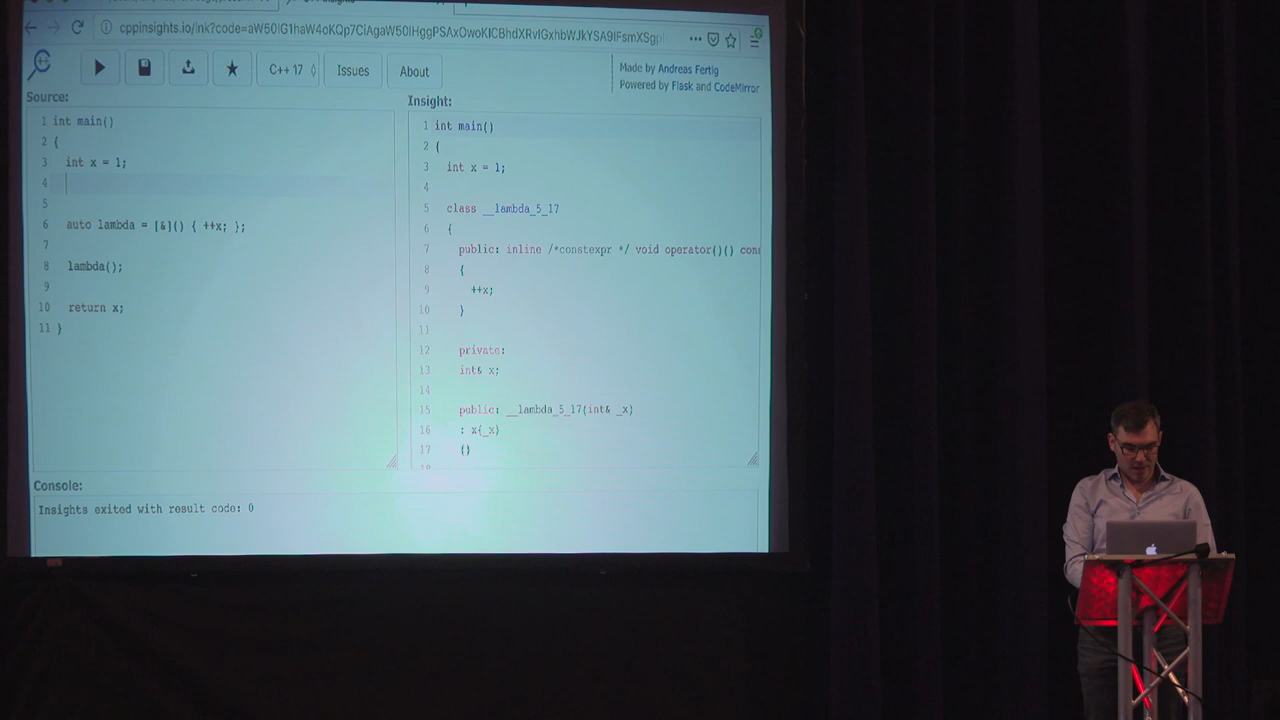 cppinsights.io/lnk?code=
C++ 17
Issues
About
Made by Andreas Fertig
Powered by Flask and CodeMirror
Source:
1 int main()
2 {
3 int x = 1;
4
5
6 auto lambda = [&]() { ++x; };
7
8 lambda();
9
10 return x;
11 }
Insight:
1 int main()
2 {
3 int x = 1;
4
5 class __lambda_5_17
6 {
7 public: inline /*constexpr */ void operator()()
8 {
9 ++x;
10 }
11
12 private:
13 int& x;
14
15 public: __lambda_5_17(int& _x)
16 : x{_x}
17 {}
18
Console:
Insights exited with result code: 0